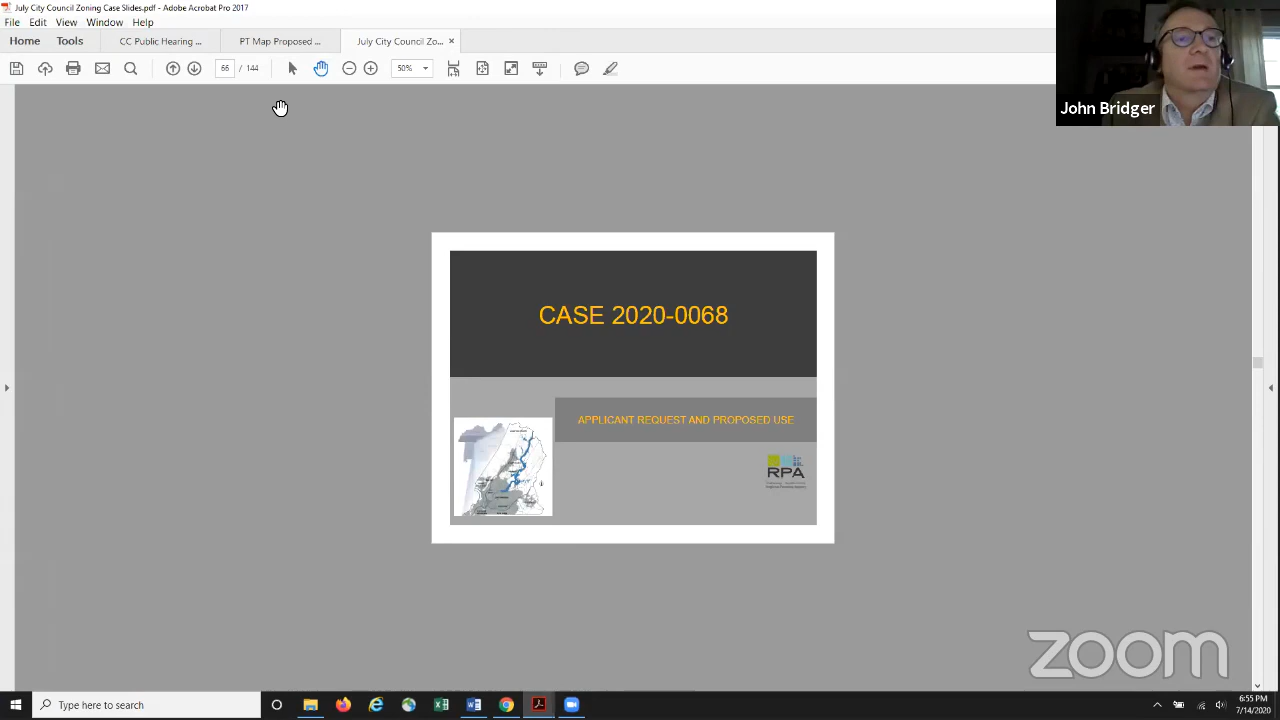 July City Council Zoning Case Slides.pdf - Adobe Acrobat Pro 2017
File Edit View Window Help
Home Tools CC Public Hearing ... PT Map Proposed ... July City Council Zo... ×
66 / 144 50%
John Bridger
CASE 2020-0068
APPLICANT REQUEST AND PROPOSED USE
RPA
zoom
Type here to search
6:55 PM
7/14/2020